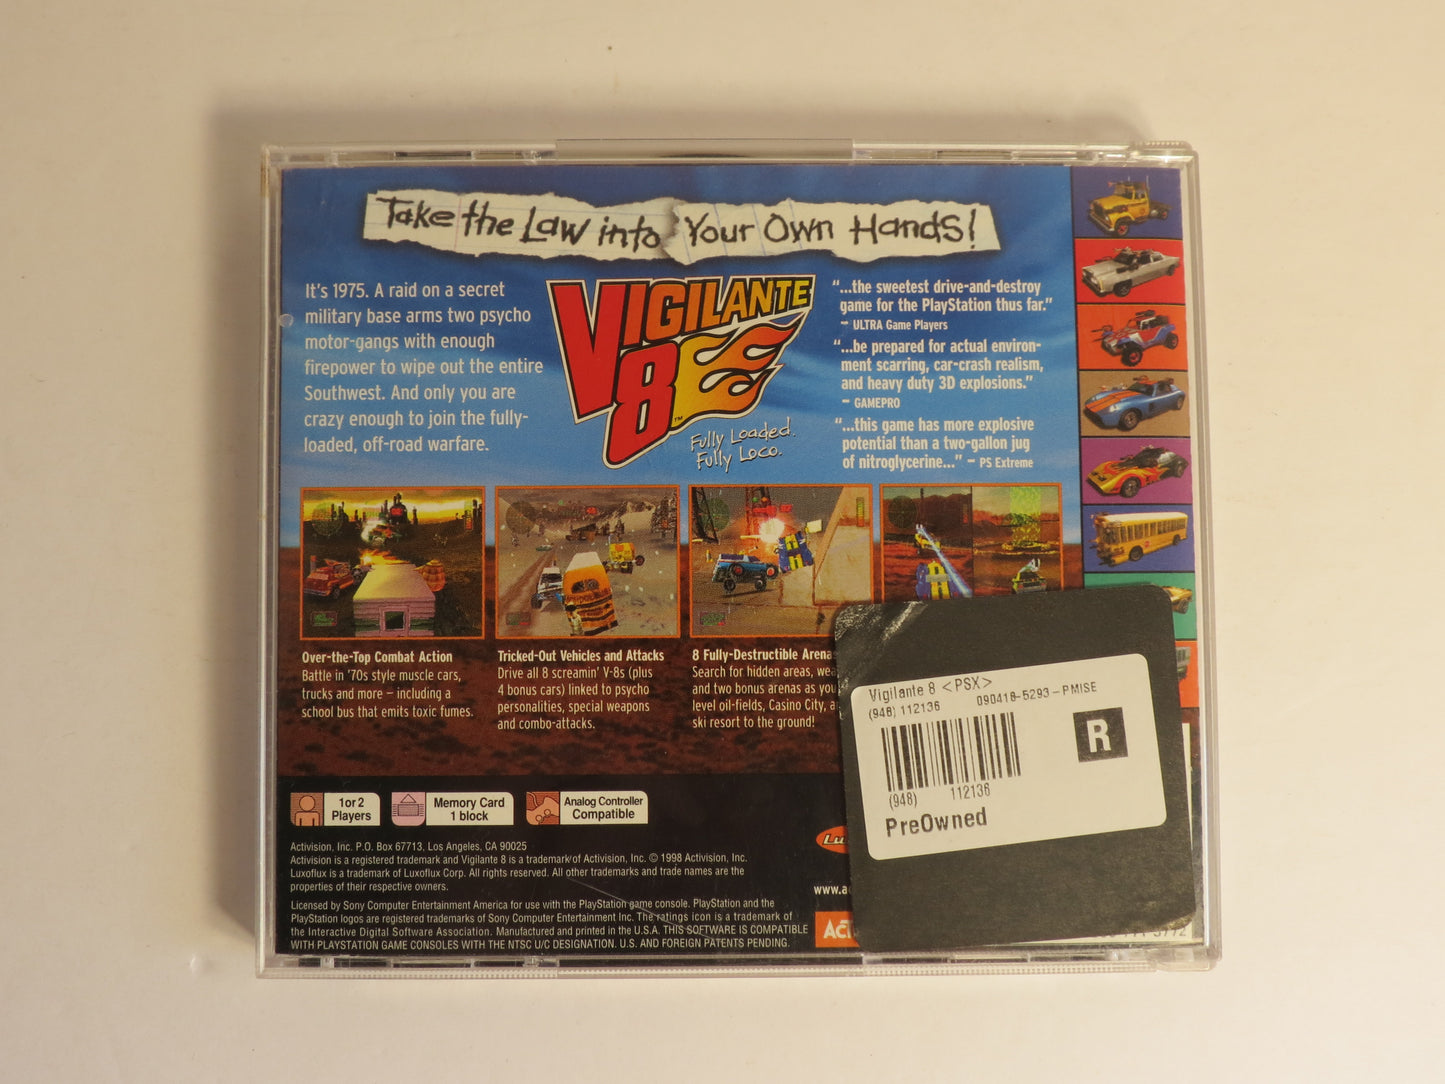 Take the Law into Your Own Hands!
It's 1975. A raid on a secret
military base arms two psycho
motor-gangs with enough
firepower to wipe out the entire
Southwest. And only you are
crazy enough to join the fully-
loaded, off-road warfare.
VIGILANTE
8™
Fully Loaded.
Fully Loco.
"...the sweetest drive-and-destroy
game for the PlayStation thus far."
– ULTRA Game Players
"...be prepared for actual environ-
ment scarring, car-crash realism,
and heavy duty 3D explosions."
– GAMEPRO
"...this game has more explosive
potential than a two-gallon jug
of nitroglycerine..." – PS Extreme
Over-the-Top Combat Action
Battle in '70s style muscle cars,
trucks and more – including a
school bus that emits toxic fumes.
Tricked-Out Vehicles and Attacks
Drive all 8 screamin' V-8s (plus
4 bonus cars) linked to psycho
personalities, special weapons
and combo-attacks.
8 Fully-Destructible Arenas
Search for hidden areas, wea
and two bonus arenas as you
level oil-fields, Casino City, a
ski resort to the ground!
Vigilante 8 <PSX>
(948) 112136 090418-5293-PMISE
R
(948) 112136
PreOwned
1 or 2
Players
Memory Card
1 block
Analog Controller
Compatible
Activision, Inc. P.O. Box 67713, Los Angeles, CA 90025
Activision is a registered trademark and Vigilante 8 is a trademark of Activision, Inc. © 1998 Activision, Inc.
Luxoflux is a trademark of Luxoflux Corp. All rights reserved. All other trademarks and trade names are the
properties of their respective owners.
Licensed by Sony Computer Entertainment America for use with the PlayStation game console. PlayStation and the
PlayStation logos are registered trademarks of Sony Computer Entertainment Inc. The ratings icon is a trademark of
the Interactive Digital Software Association. Manufactured and printed in the U.S.A. THIS SOFTWARE IS COMPATIBLE
WITH PLAYSTATION GAME CONSOLES WITH THE NTSC U/C DESIGNATION. U.S. AND FOREIGN PATENTS PENDING.
Lu
www.ac
ACT